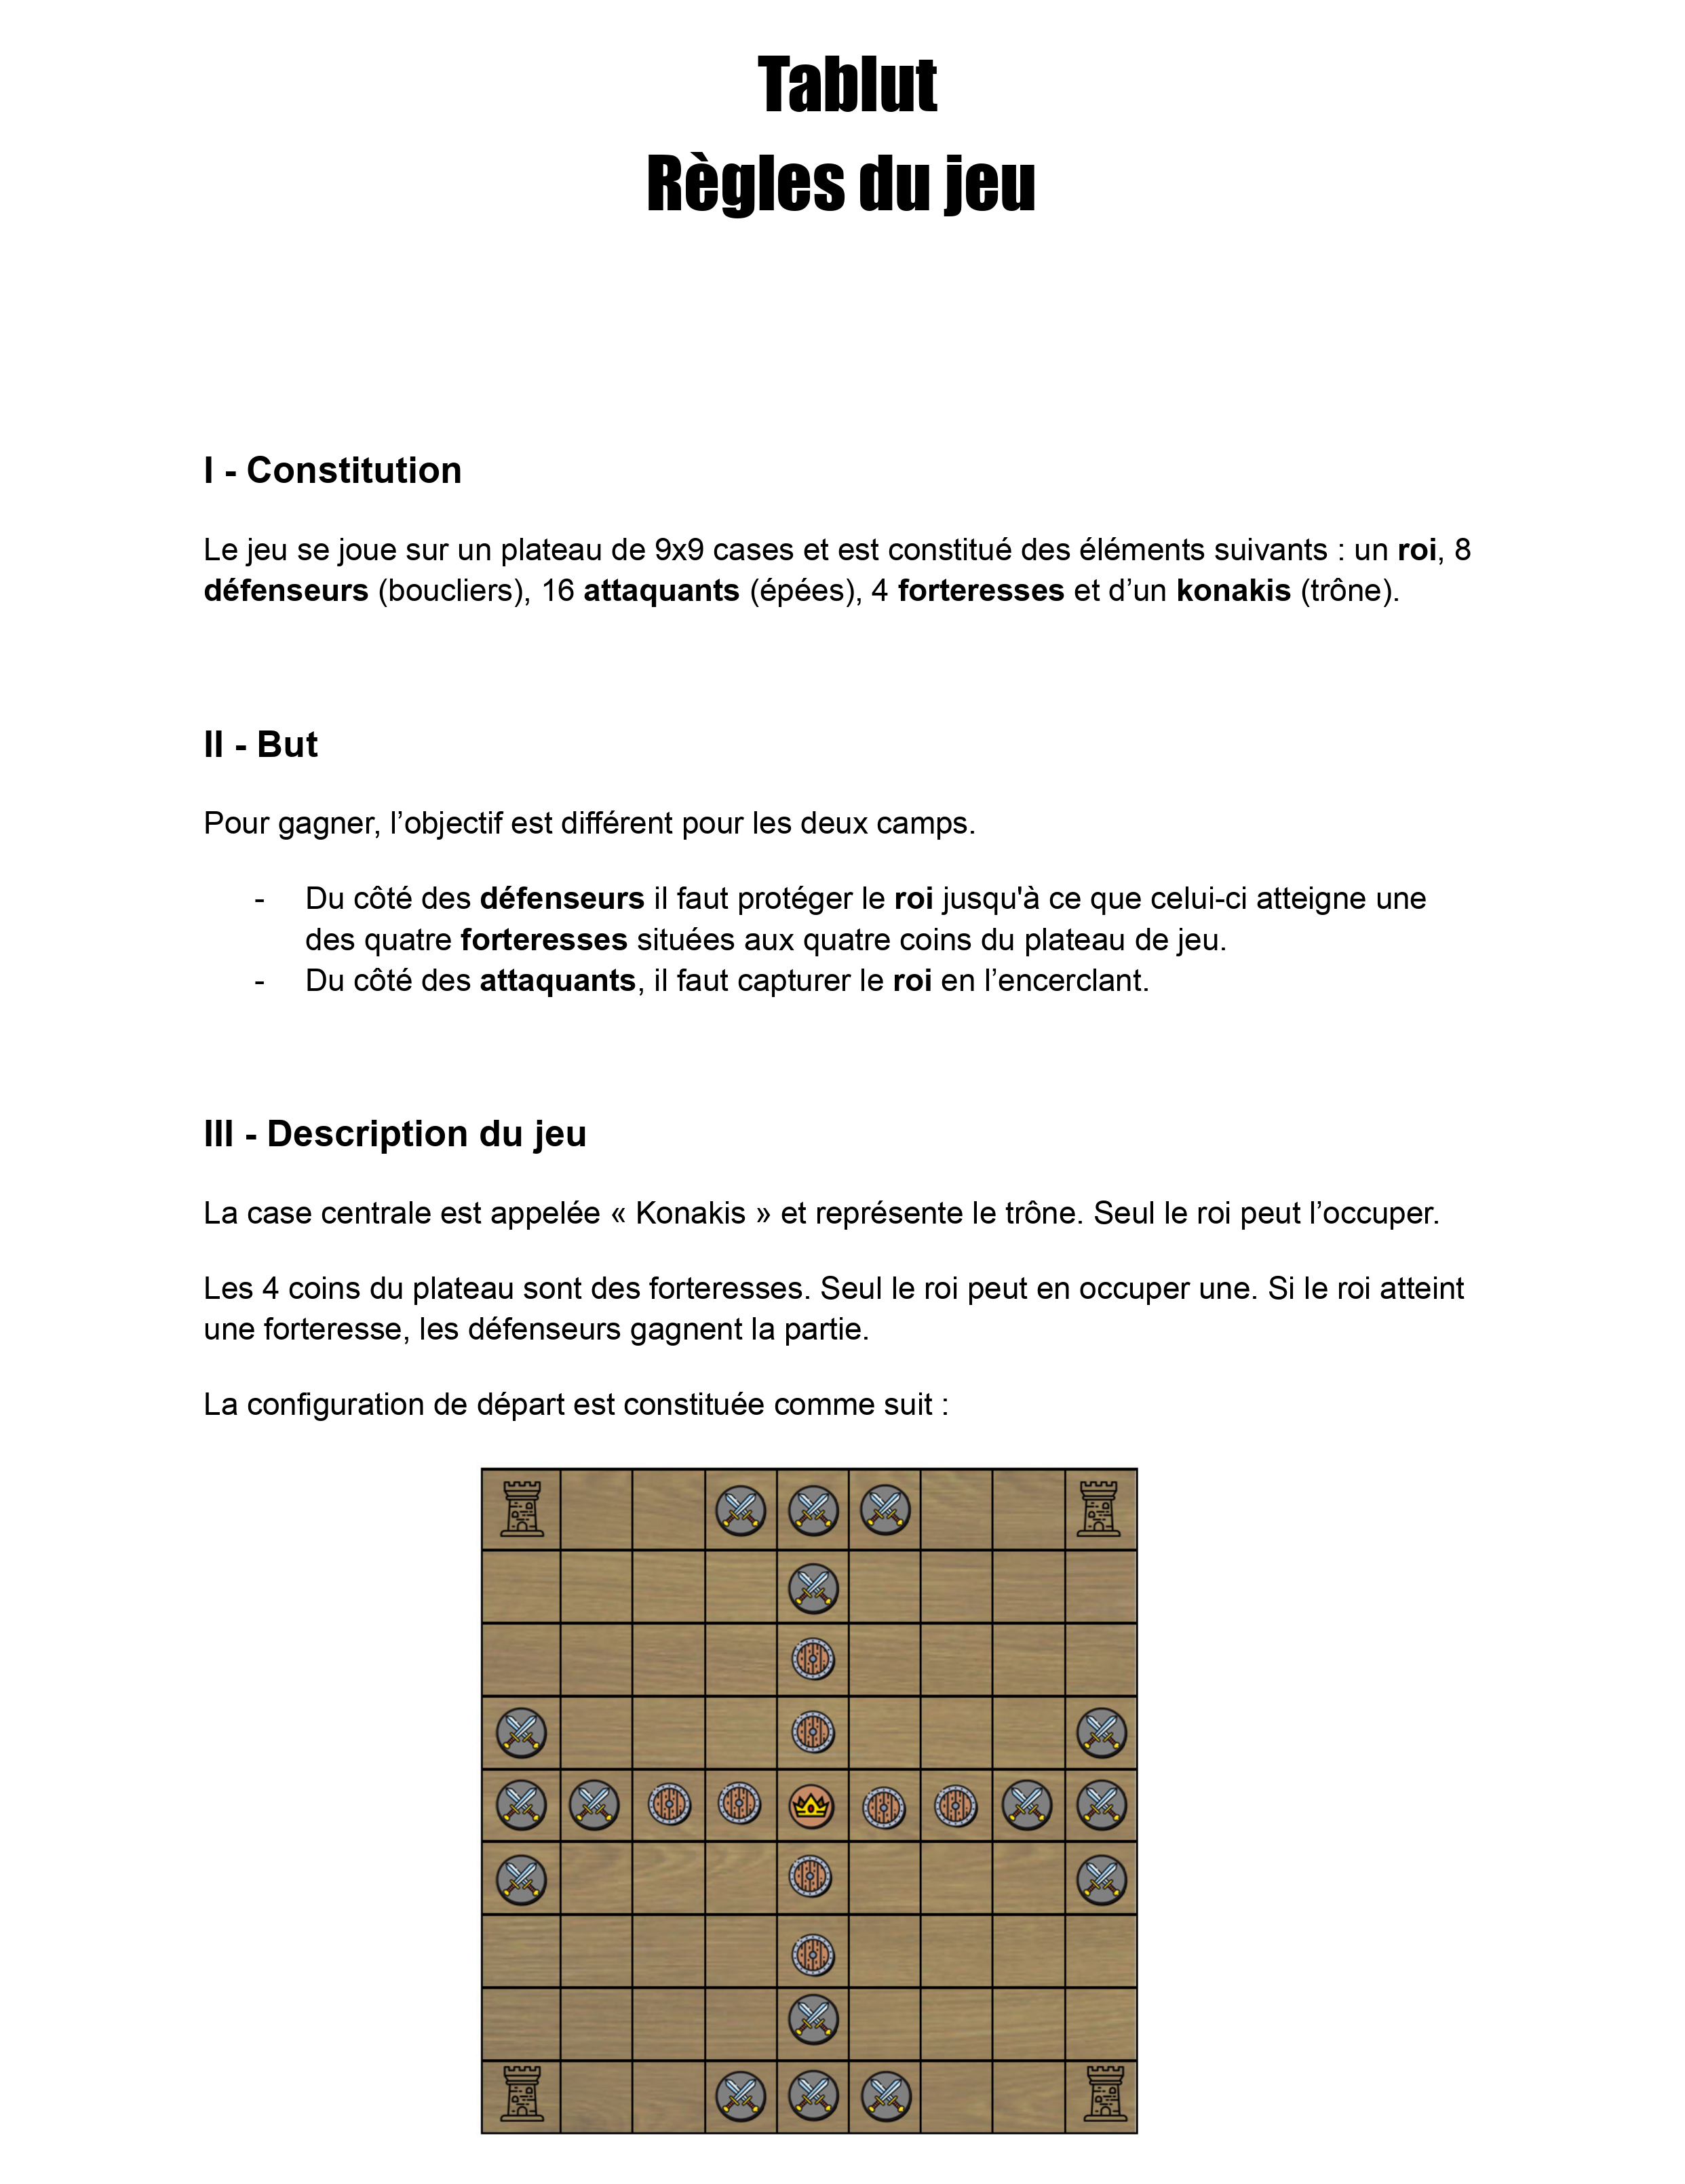 Tablut
Règles du jeu
I - Constitution
Le jeu se joue sur un plateau de 9x9 cases et est constitué des éléments suivants : un roi, 8
défenseurs (boucliers), 16 attaquants (épées), 4 forteresses et d’un konakis (trône).
II - But
Pour gagner, l’objectif est différent pour les deux camps.
- Du côté des défenseurs il faut protéger le roi jusqu'à ce que celui-ci atteigne une
des quatre forteresses situées aux quatre coins du plateau de jeu.
- Du côté des attaquants, il faut capturer le roi en l’encerclant.
III - Description du jeu
La case centrale est appelée « Konakis » et représente le trône. Seul le roi peut l’occuper.
Les 4 coins du plateau sont des forteresses. Seul le roi peut en occuper une. Si le roi atteint
une forteresse, les défenseurs gagnent la partie.
La configuration de départ est constituée comme suit :